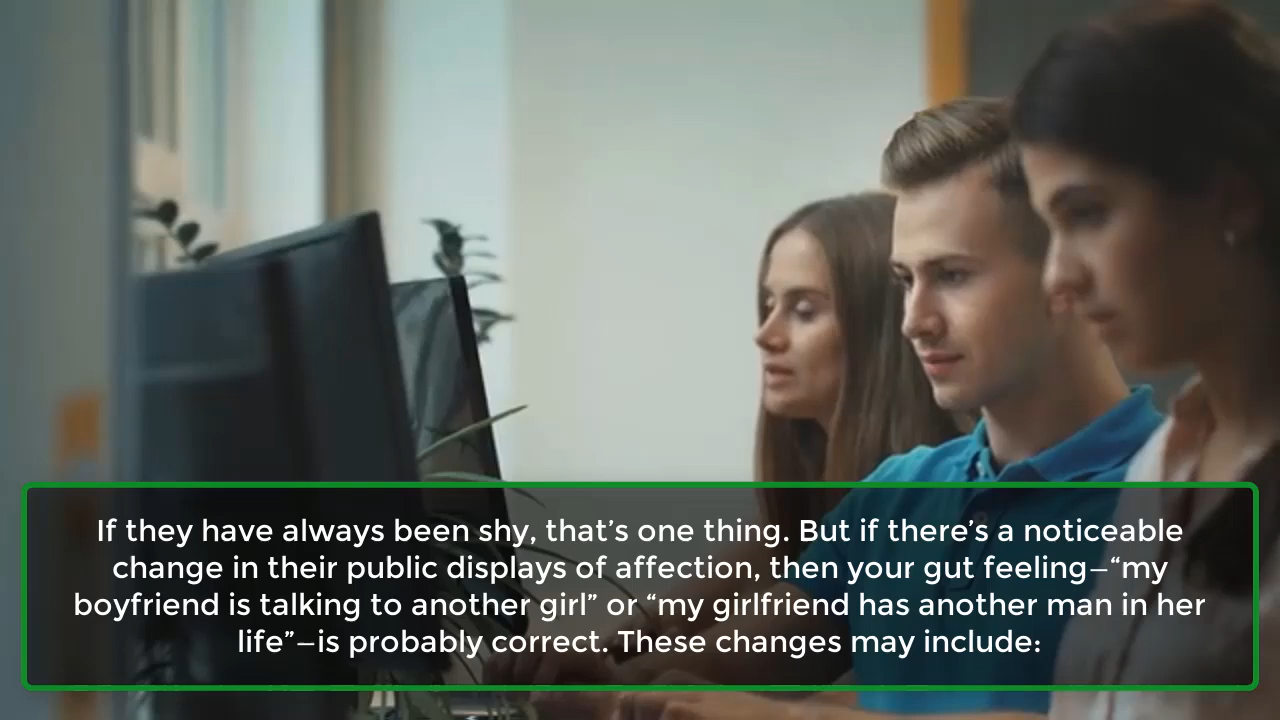 If they have always been shy, that’s one thing. But if there’s a noticeable
change in their public displays of affection, then your gut feeling—“my
boyfriend is talking to another girl” or “my girlfriend has another man in her
life”—is probably correct. These changes may include: